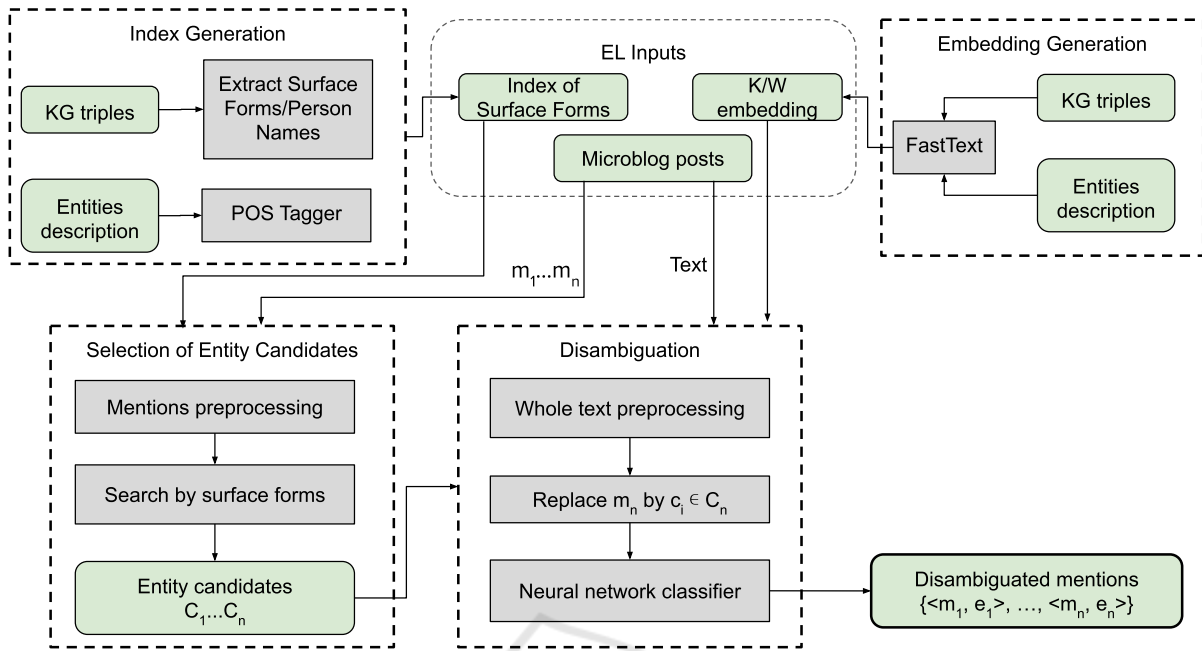 Index Generation
KG triples
Extract Surface
Forms/Person
Names
Entities
description
POS Tagger
EL Inputs
Index of
Surface Forms
K/W
embedding
Microblog posts
Embedding Generation
KG triples
FastText
Entities
description
m₁...mₙ
Text
Selection of Entity Candidates
Mentions preprocessing
Search by surface forms
Entity candidates
C₁...Cₙ
Disambiguation
Whole text preprocessing
Replace mₙ by cᵢ ∈ Cₙ
Neural network classifier
Disambiguated mentions
{<m₁, e₁>, ..., <mₙ, eₙ>}